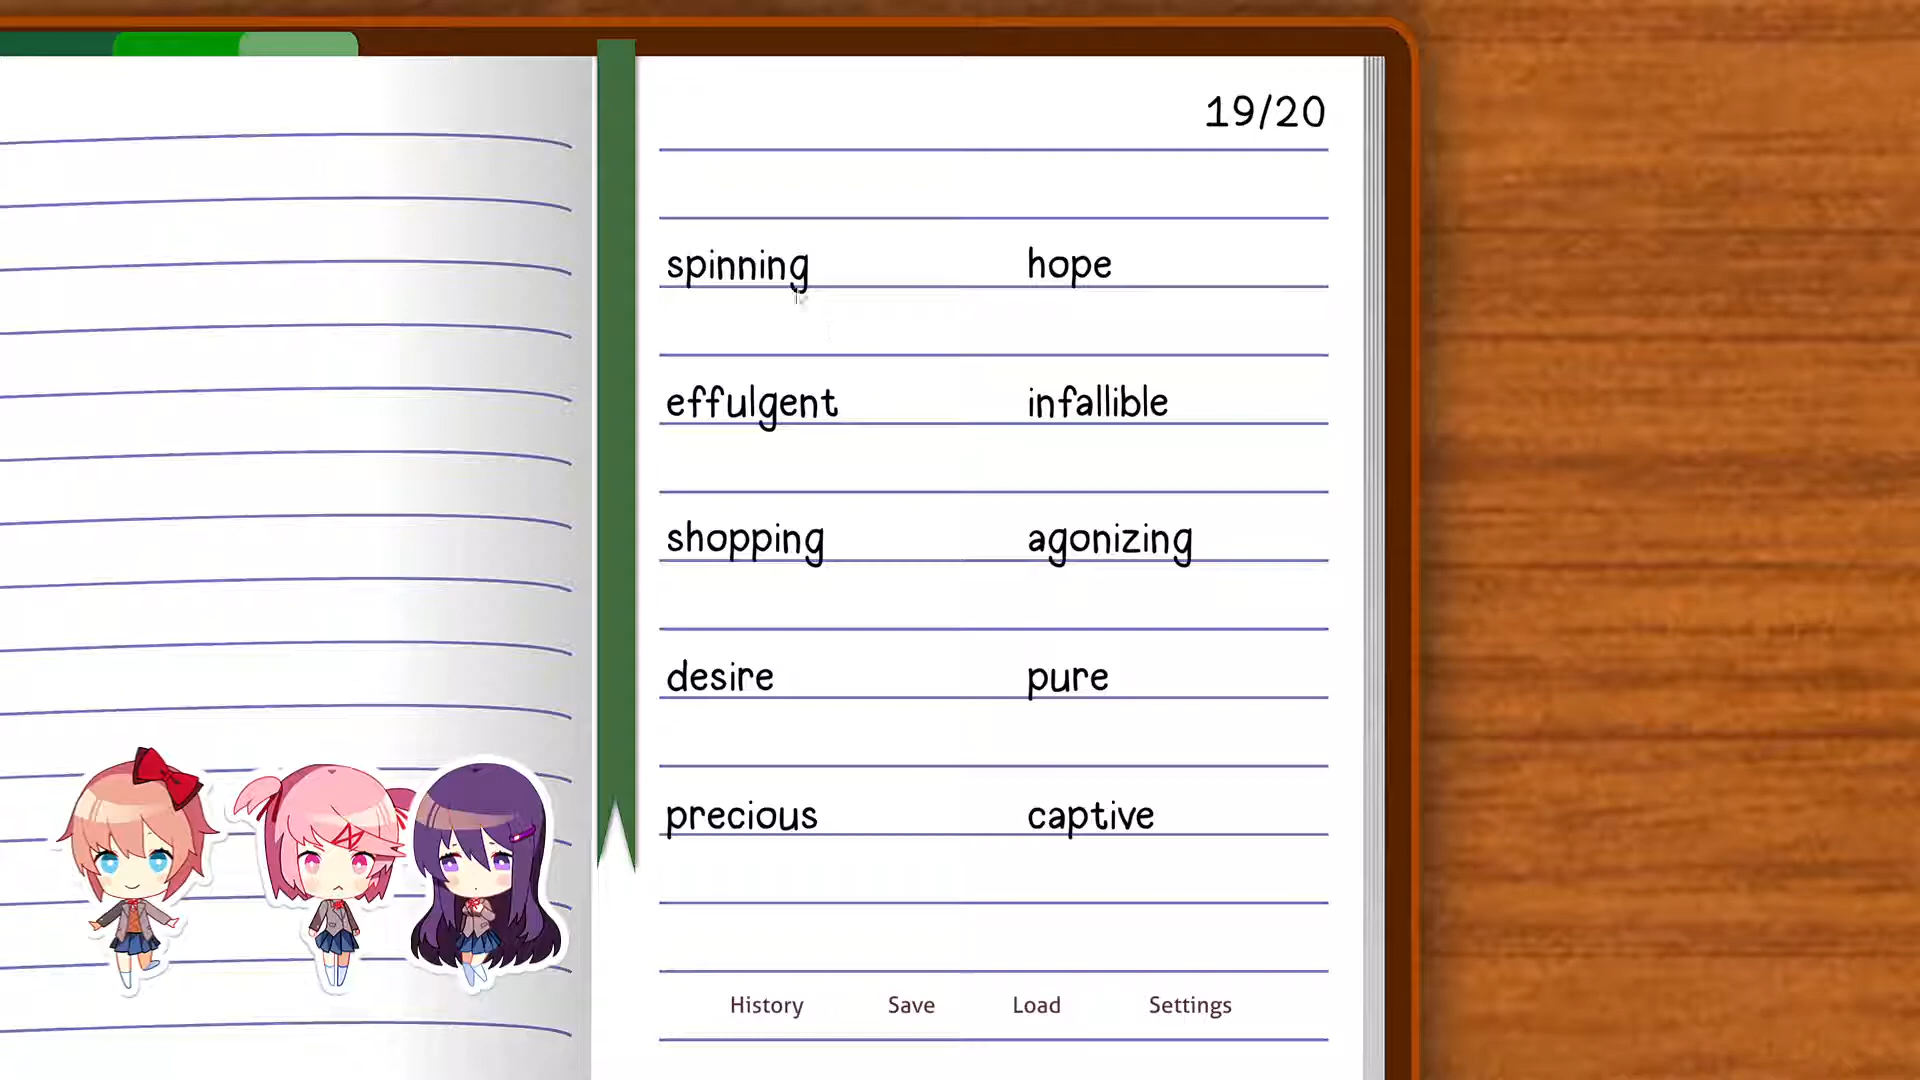 19/20
spinning hope
effulgent infallible
shopping agonizing
desire pure
precious captive
History Save Load Settings